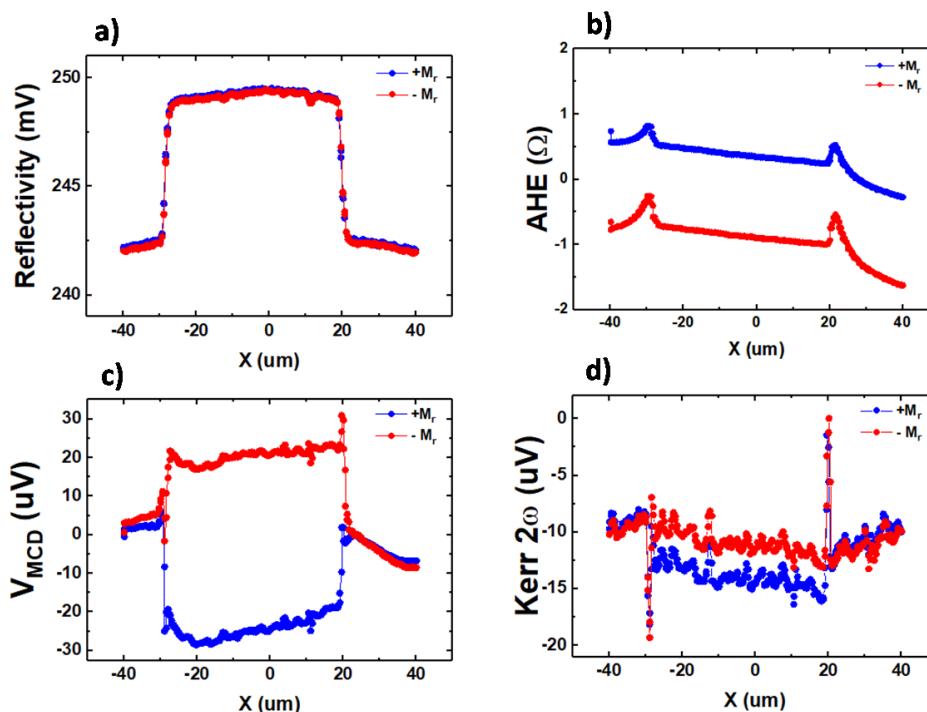 a)
250
245
240
Reflectivity (mV)
+Mr
- Mr
-40 -20 0 20 40
X (um)
b)
2
1
0
-1
-2
AHE (Ω)
+Mr
- Mr
-40 -20 0 20 40
X (um)
c)
30
20
10
0
-10
-20
-30
VMCD (uV)
+Mr
- Mr
-40 -20 0 20 40
X (um)
d)
0
-5
-10
-15
-20
Kerr 2ω (uV)
+Mr
- Mr
-40 -20 0 20 40
X (um)